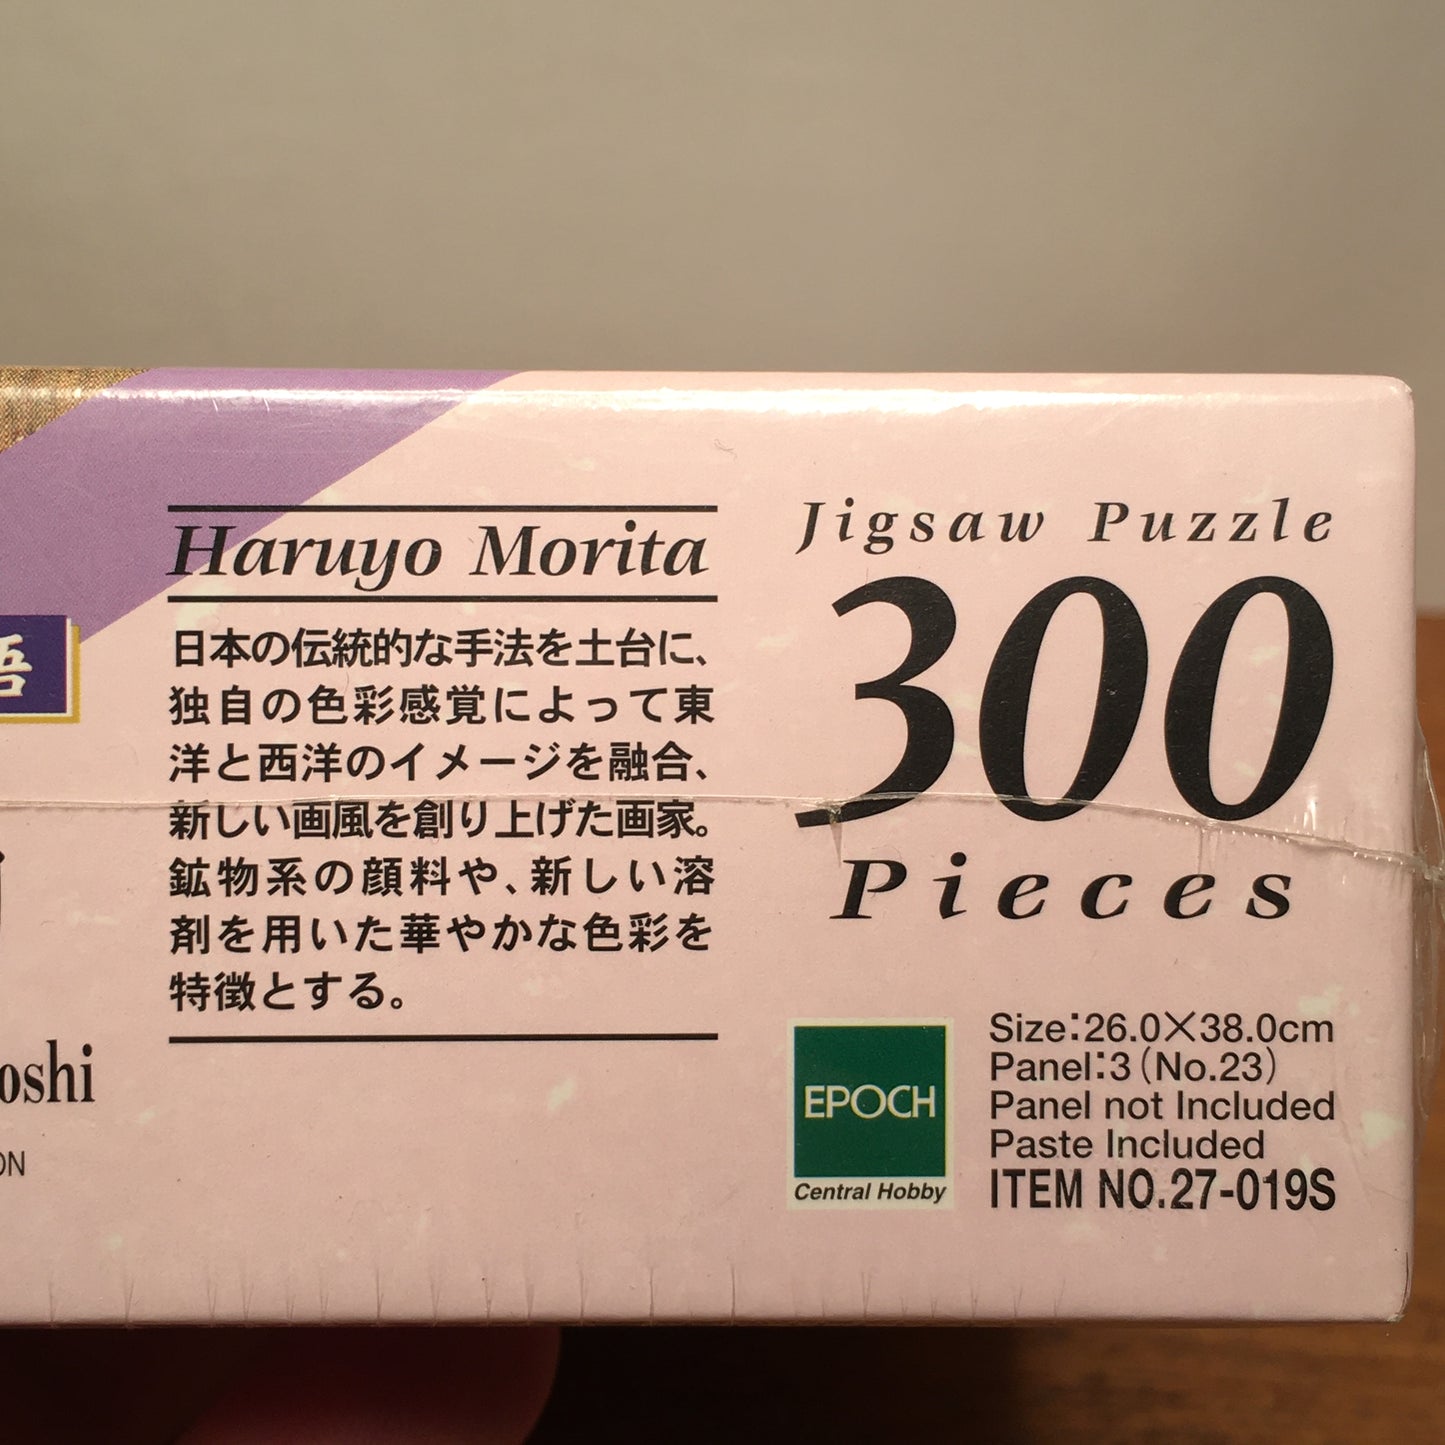 Haruyo Morita
日本の伝統的な手法を土台に、
独自の色彩感覚によって東
洋と西洋のイメージを融合、
新しい画風を創り上げた画家。
鉱物系の顔料や、新しい溶
剤を用いた華やかな色彩を
特徴とする。
Jigsaw Puzzle
300
Pieces
EPOCH
Central Hobby
Size:26.0×38.0cm
Panel:3(No.23)
Panel not Included
Paste Included
ITEM NO.27-019S
語
oshi
ON